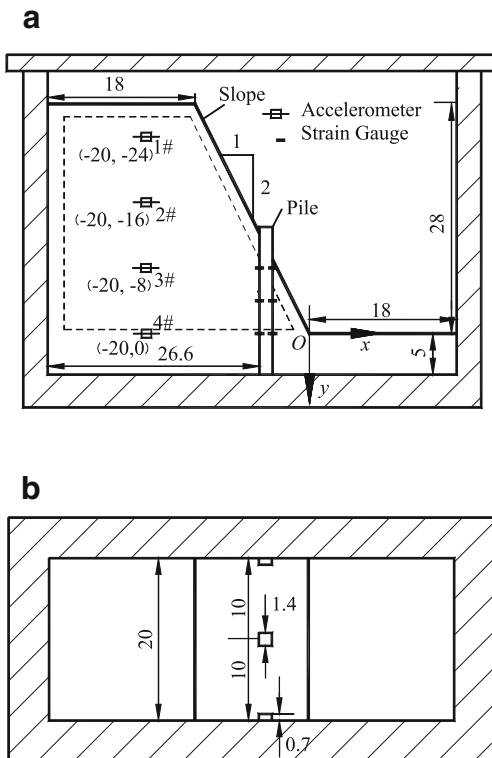 a
18
Slope
Accelerometer
Strain Gauge
1
2
(-20, -24)
1#
(-20, -16)
2#
Pile
28
(-20, -8)
3#
18
4#
(-20,0)
O
x
26.6
5
y
b
20
10
10
1.4
0.7